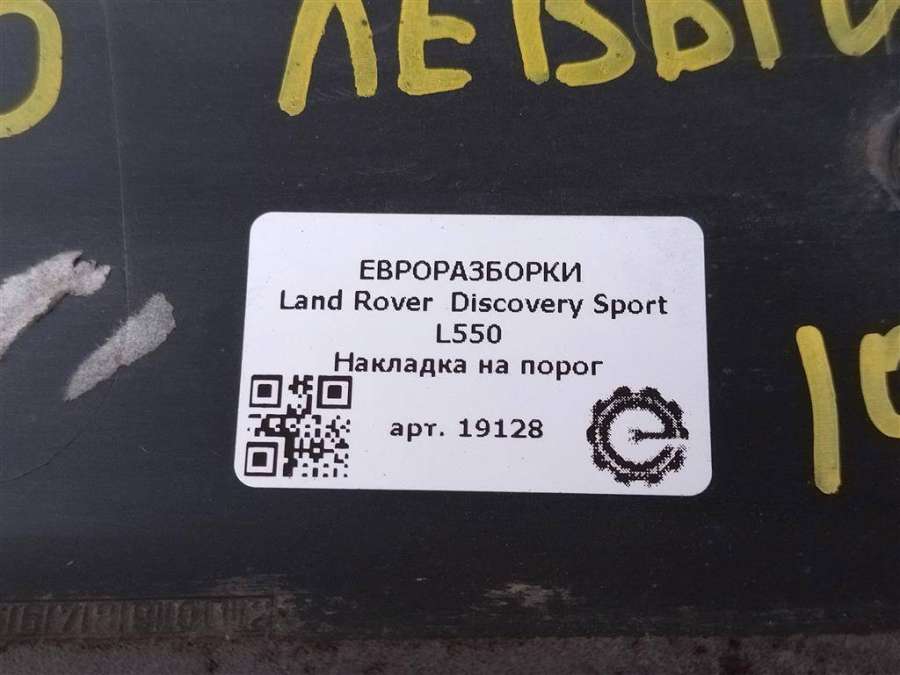 ЛЕВЫЙ
ЕВРОРАЗБОРКИ
Land Rover Discovery Sport
L550
Накладка на порог
арт. 19128